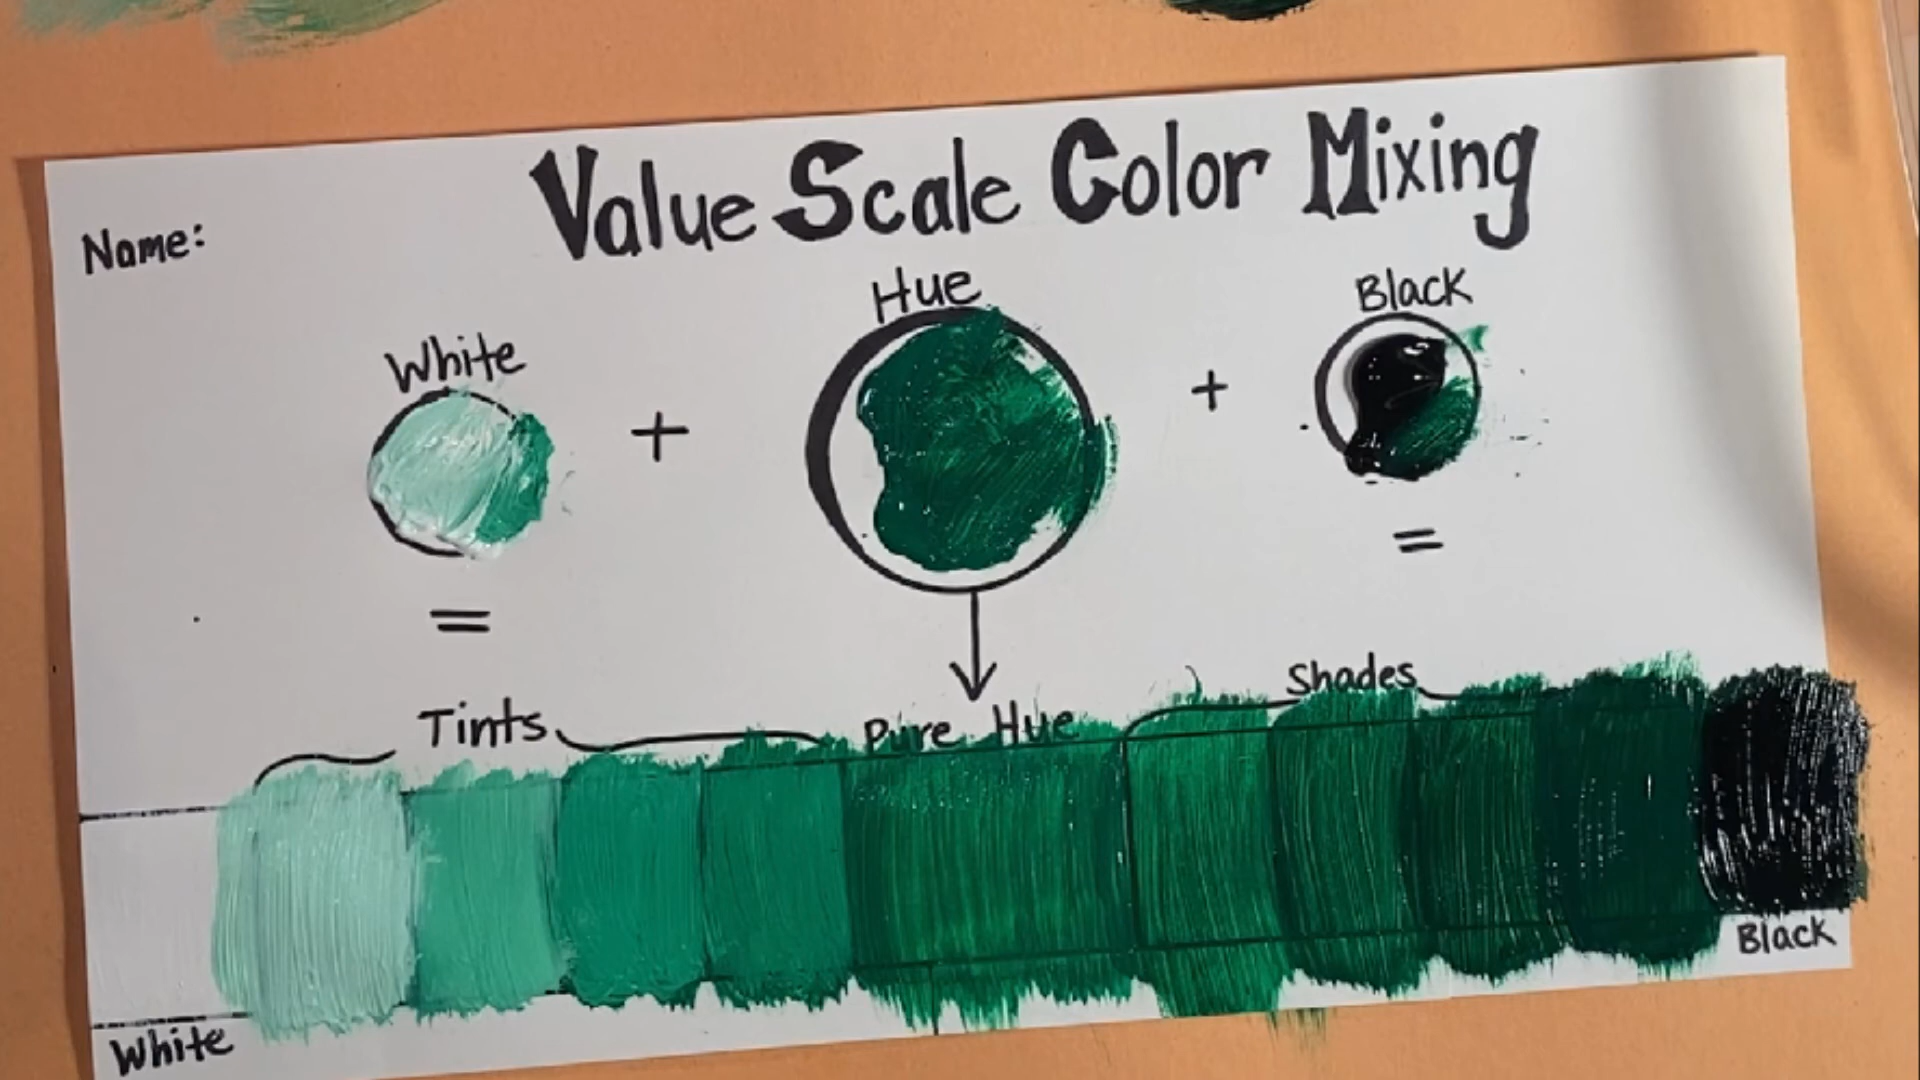 Value Scale Color Mixing
Name:
Hue
Black
White
+
+
=
=
Shades
Tints
Pure Hue
Black
White